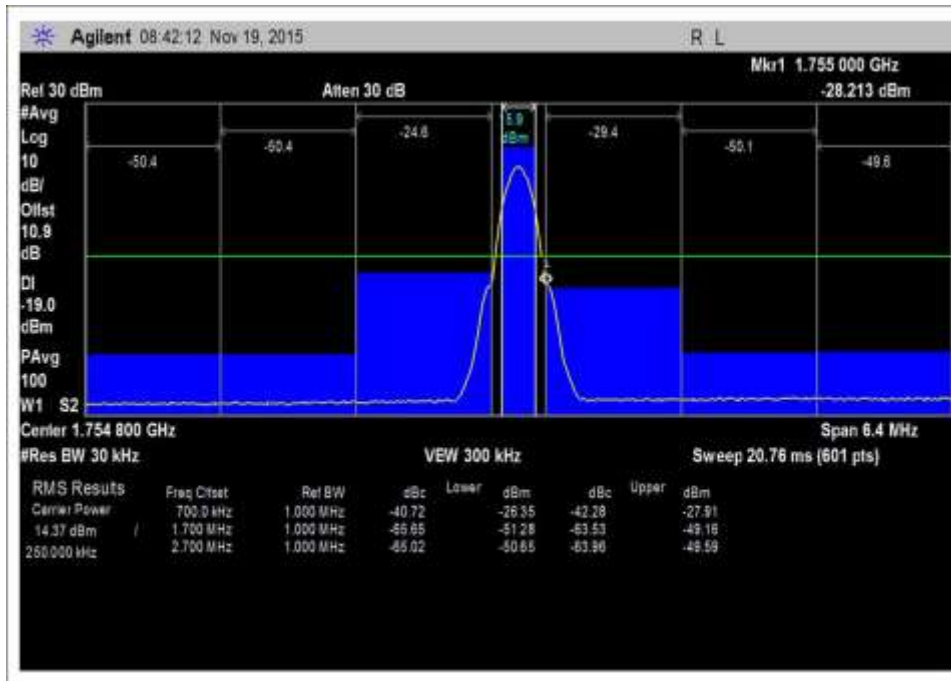 Agilent 08:42:12 Nov 19, 2015 R L
Mkr1 1.755 000 GHz
Ref 30 dBm Atten 30 dB -28.213 dBm
#Avg
Log
10
dB/
Offst
10.9
dB
DI
-19.0
dBm
PAvg
100
W1 S2
-50.4 -50.4 -24.6 dBm -29.4 -50.1 -49.6
1
Center 1.754 800 GHz Span 6.4 MHz
#Res BW 30 kHz VBW 300 kHz Sweep 20.76 ms (601 pts)
RMS Results Freq Offset Ref BW dBc Lower dBm dBc Upper dBm
Carrier Power 700.0 kHz 1.000 MHz -40.72 -26.35 -42.28 -27.91
14.37 dBm / 1.700 MHz 1.000 MHz -65.65 -51.28 -63.53 -49.16
250.000 kHz 2.700 MHz 1.000 MHz -65.02 -50.65 -63.96 -49.59